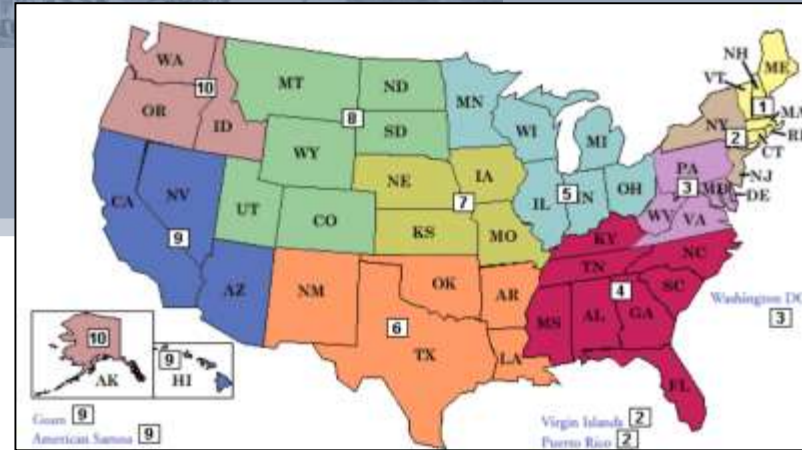 WA
OR
ID
10
MT
ND
SD
WY
UT
CO
8
MN
WI
MI
IL
IN
OH
5
NE
IA
KS
MO
7
NH
VT
ME
1
MA
RI
CT
NY
2
NJ
PA
3
MD
DE
WV
VA
CA
NV
AZ
9
NM
OK
TX
AR
LA
6
KY
TN
NC
SC
MS
AL
GA
FL
4
Washington DC
3
10
AK
9
HI
Guam 9
American Samoa 9
Virgin Islands 2
Puerto Rico 2